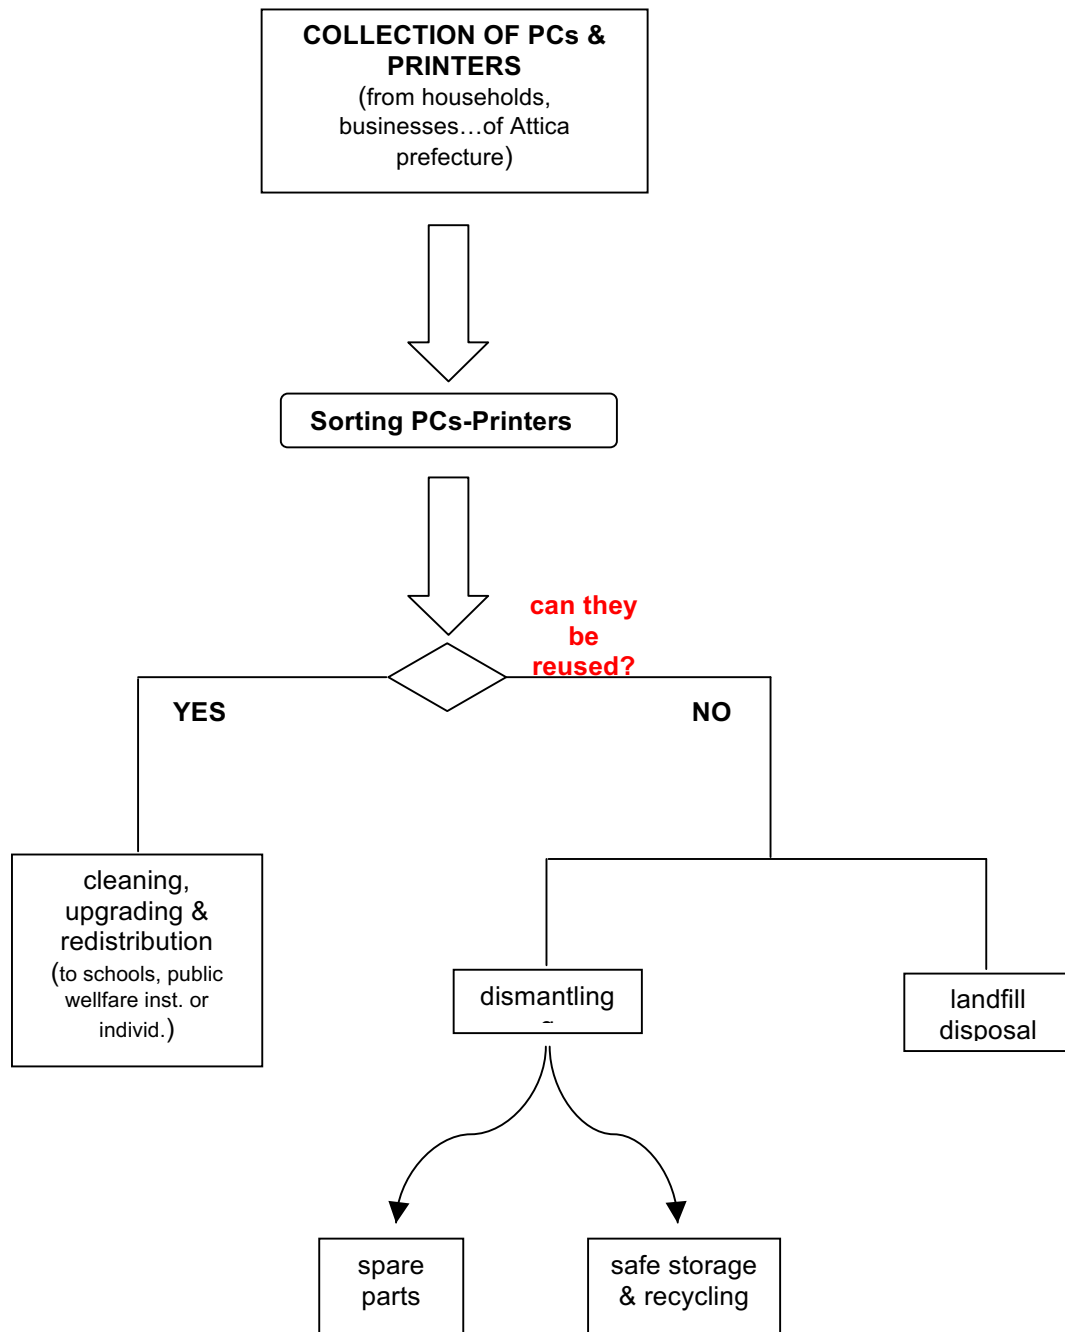 COLLECTION OF PCs &
PRINTERS
(from households,
businesses...of Attica
prefecture)
Sorting PCs-Printers
can they
be
reused?
YES
NO
cleaning,
upgrading &
redistribution
(to schools, public
wellfare inst. or
individ.)
dismantling
landfill
disposal
spare
parts
safe storage
& recycling